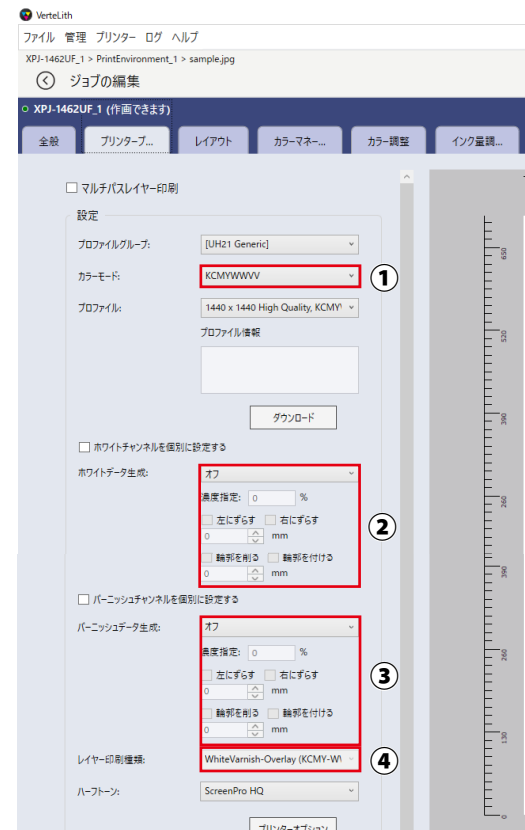 VerteLith
ファイル 管理 プリンター ログ ヘルプ
XPJ-1462UF_1 > PrintEnvironment_1 > sample.jpg
ジョブの編集
XPJ-1462UF_1 (作画できます)
全般 プリンタープ... レイアウト カラーマネー... カラー調整 インク量調...
マルチパスレイヤー印刷
設定
プロファイルグループ: [UH21 Generic]
カラーモード: KCMYWWVV ①
プロファイル: 1440 x 1440 High Quality, KCMY
プロファイル情報
ダウンロード
ホワイトチャンネルを個別に設定する
ホワイトデータ生成: オフ
濃度指定: 0 %
左にずらす 右にずらす
0 mm ②
輪郭を削る 輪郭を付ける
0 mm
バーニッシュチャンネルを個別に設定する
バーニッシュデータ生成: オフ
濃度指定: 0 %
左にずらす 右にずらす ③
0 mm
輪郭を削る 輪郭を付ける
0 mm
レイヤー印刷種類: WhiteVarnish-Overlay (KCMY-W ④
ハーフトーン: ScreenPro HQ
プリンターオプション
650
520
390
260
390
260
130
0